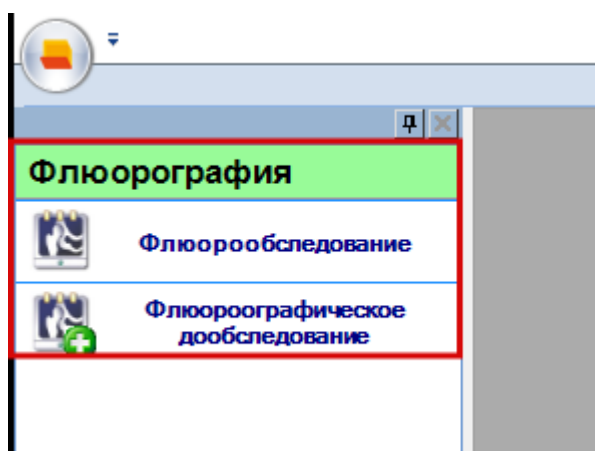 Флюорография
Флюорообследование
Флюороографическое
дообследование